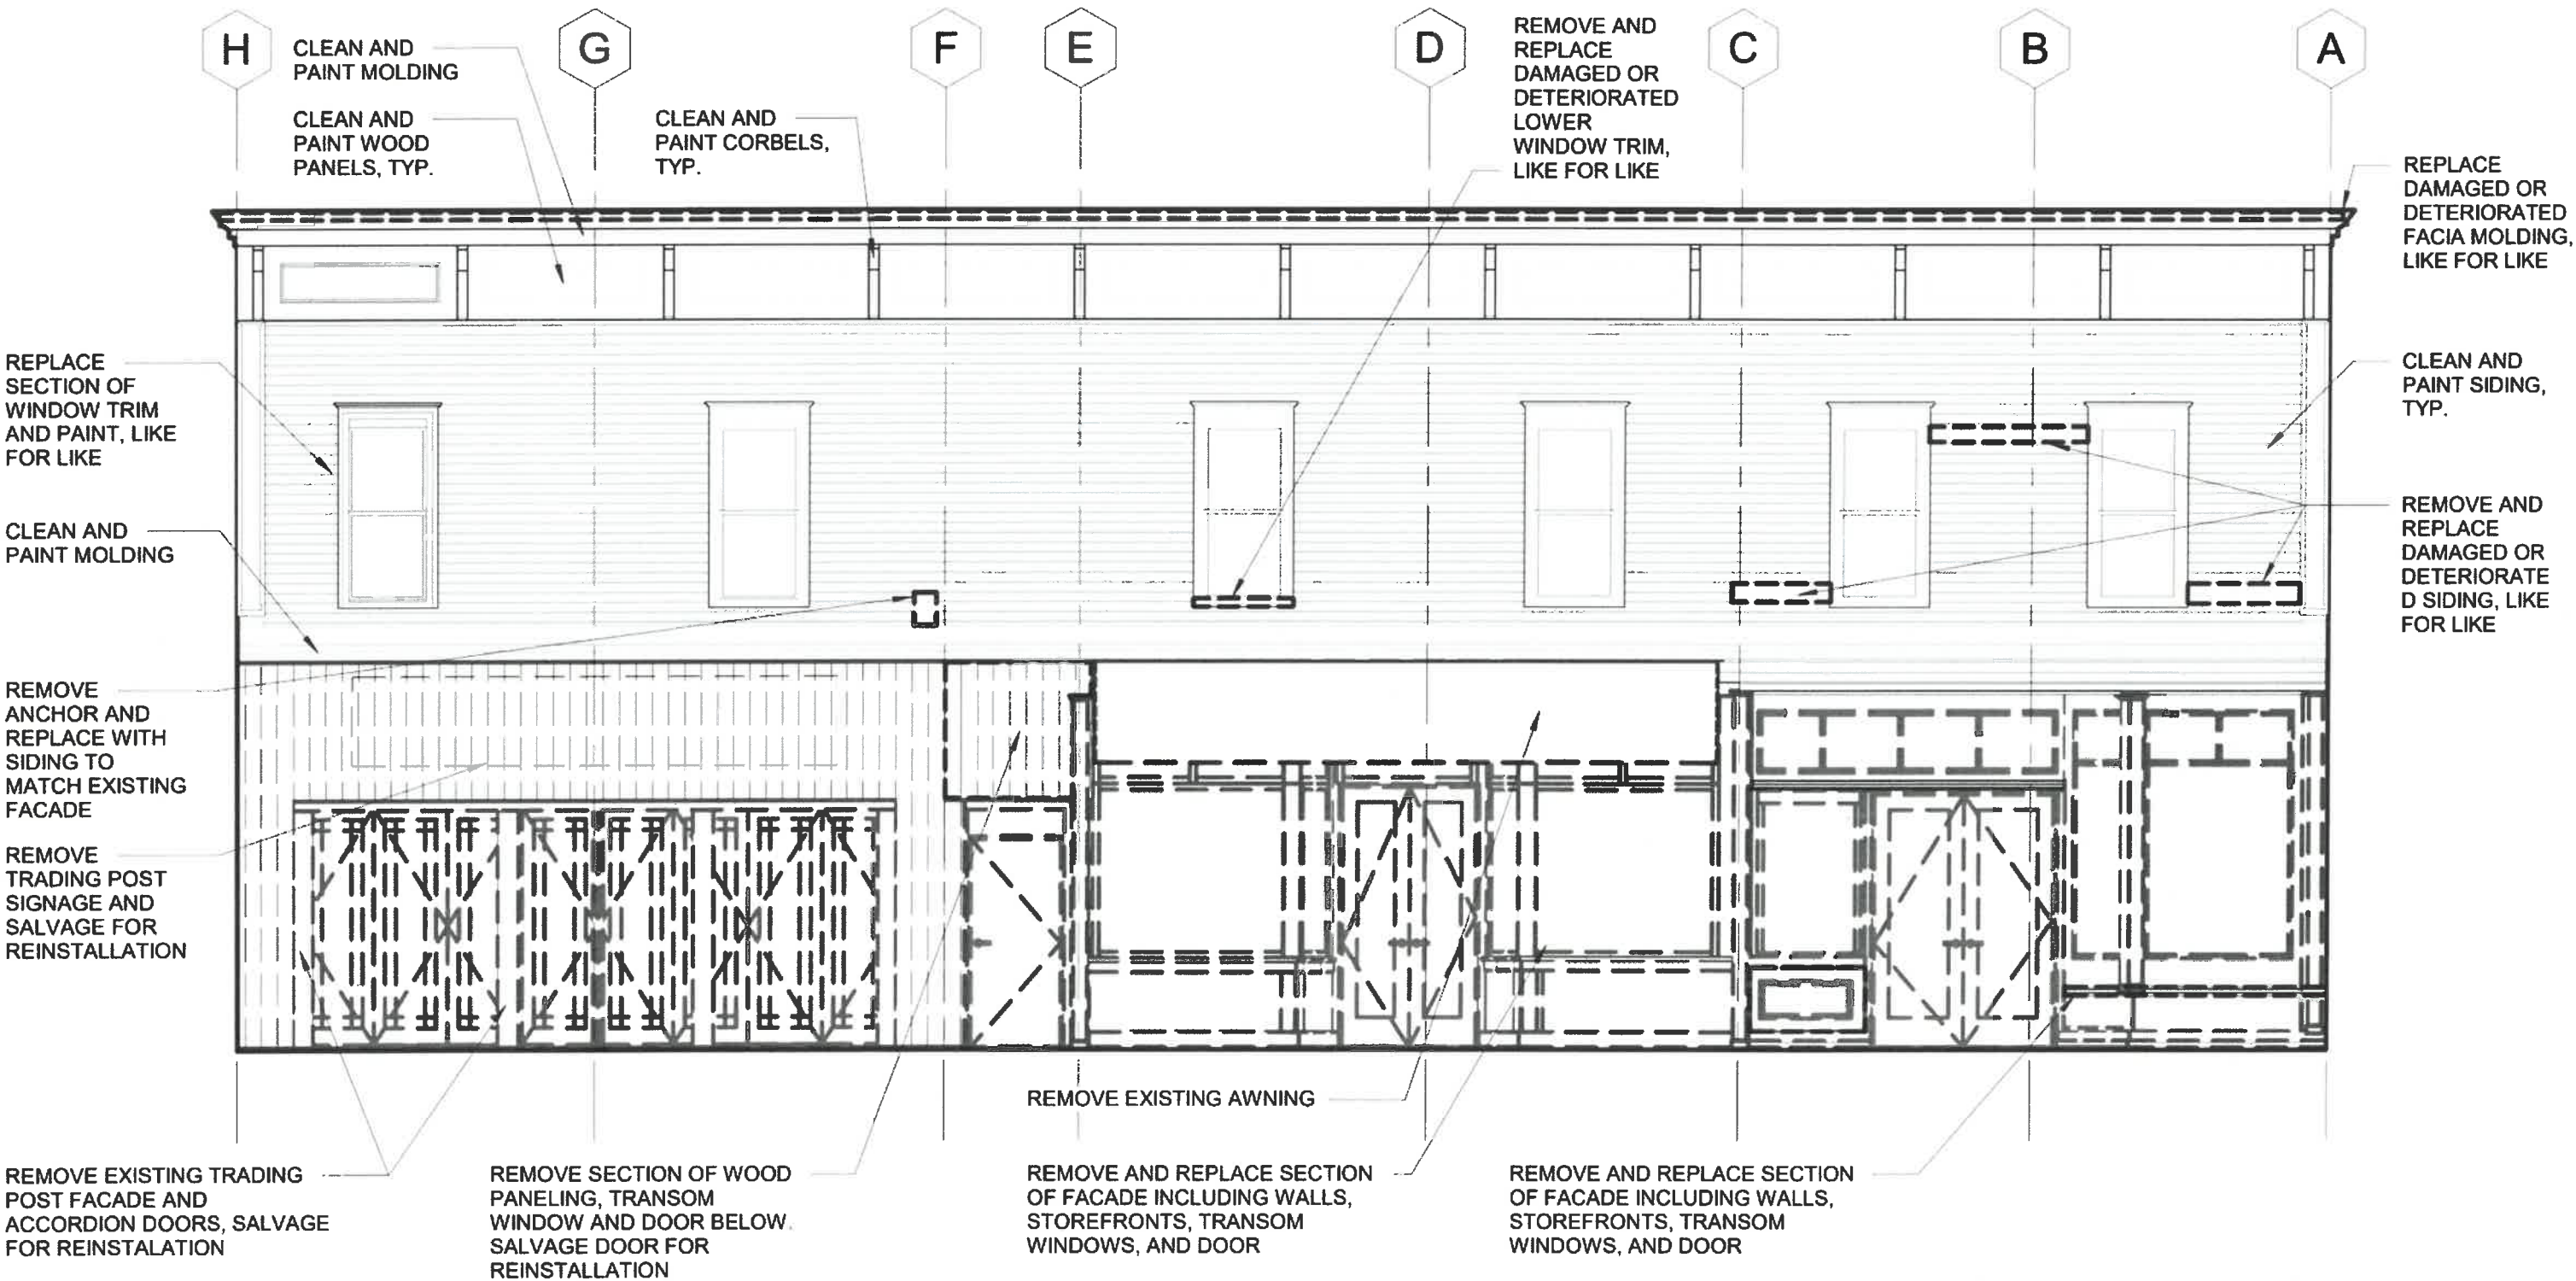 H
G
F
E
D
C
B
A
CLEAN AND
PAINT MOLDING
CLEAN AND
PAINT WOOD
PANELS, TYP.
CLEAN AND
PAINT CORBELS,
TYP.
REMOVE AND
REPLACE
DAMAGED OR
DETERIORATED
LOWER
WINDOW TRIM,
LIKE FOR LIKE
REPLACE
DAMAGED OR
DETERIORATED
FACIA MOLDING,
LIKE FOR LIKE
REPLACE
SECTION OF
WINDOW TRIM
AND PAINT, LIKE
FOR LIKE
CLEAN AND
PAINT SIDING,
TYP.
CLEAN AND
PAINT MOLDING
REMOVE AND
REPLACE
DAMAGED OR
DETERIORATE
D SIDING, LIKE
FOR LIKE
REMOVE
ANCHOR AND
REPLACE WITH
SIDING TO
MATCH EXISTING
FACADE
REMOVE
TRADING POST
SIGNAGE AND
SALVAGE FOR
REINSTALLATION
REMOVE EXISTING AWNING
REMOVE EXISTING TRADING
POST FACADE AND
ACCORDION DOORS, SALVAGE
FOR REINSTALATION
REMOVE SECTION OF WOOD
PANELING, TRANSOM
WINDOW AND DOOR BELOW.
SALVAGE DOOR FOR
REINSTALLATION
REMOVE AND REPLACE SECTION
OF FACADE INCLUDING WALLS,
STOREFRONTS, TRANSOM
WINDOWS, AND DOOR
REMOVE AND REPLACE SECTION
OF FACADE INCLUDING WALLS,
STOREFRONTS, TRANSOM
WINDOWS, AND DOOR